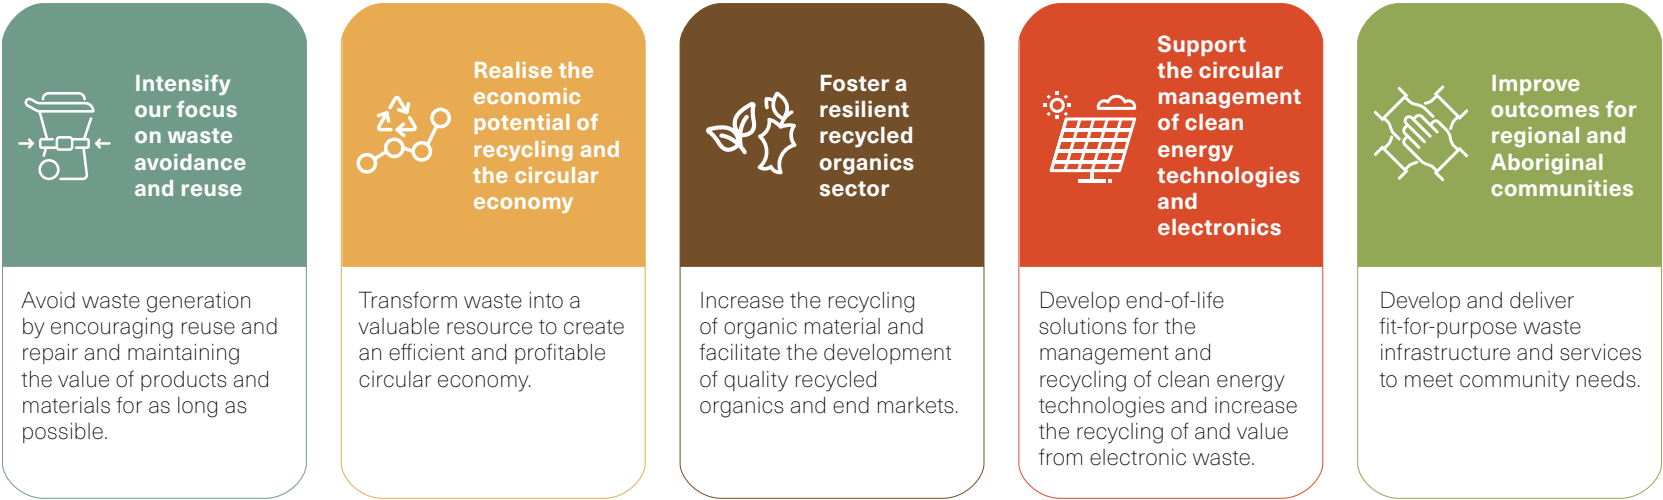 Intensify
our focus
on waste
avoidance
and reuse
Avoid waste generation
by encouraging reuse and
repair and maintaining
the value of products and
materials for as long as
possible.
Realise the
economic
potential of
recycling and
the circular
economy
Transform waste into a
valuable resource to create
an efficient and profitable
circular economy.
Foster a
resilient
recycled
organics
sector
Increase the recycling
of organic material and
facilitate the development
of quality recycled
organics and end markets.
Support
the circular
management
of clean
energy
technologies
and
electronics
Develop end-of-life
solutions for the
management and
recycling of clean energy
technologies and increase
the recycling of and value
from electronic waste.
Improve
outcomes for
regional and
Aboriginal
communities
Develop and deliver
fit-for-purpose waste
infrastructure and services
to meet community needs.